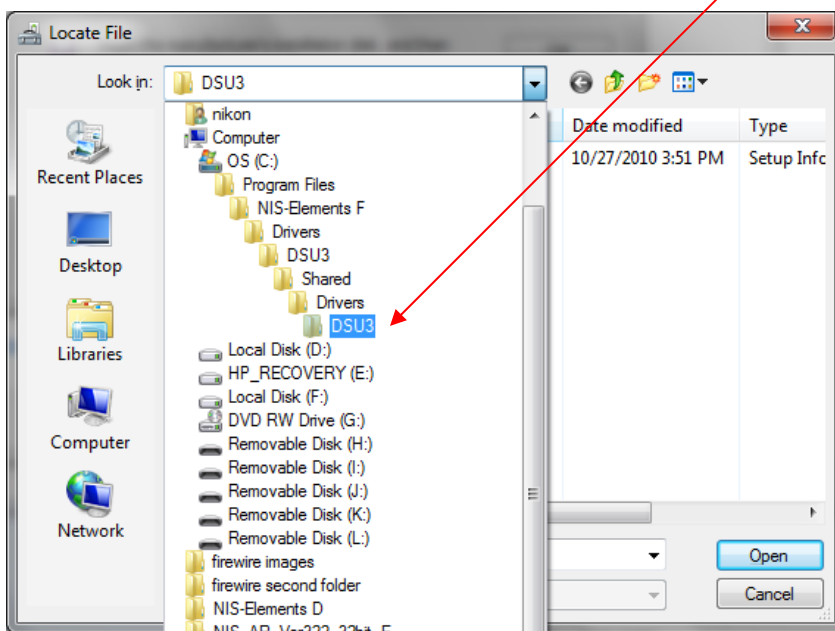 Locate File
Look in:
DSU3
nikon
Computer
OS (C:)
Program Files
NIS-Elements F
Drivers
DSU3
Shared
Drivers
DSU3
Local Disk (D:)
HP_RECOVERY (E:)
Local Disk (F:)
DVD RW Drive (G:)
Removable Disk (H:)
Removable Disk (I:)
Removable Disk (J:)
Removable Disk (K:)
Removable Disk (L:)
firewire images
firewire second folder
NIS-Elements D
Recent Places
Desktop
Libraries
Computer
Network
Date modified Type
10/27/2010 3:51 PM Setup Info
Open
Cancel